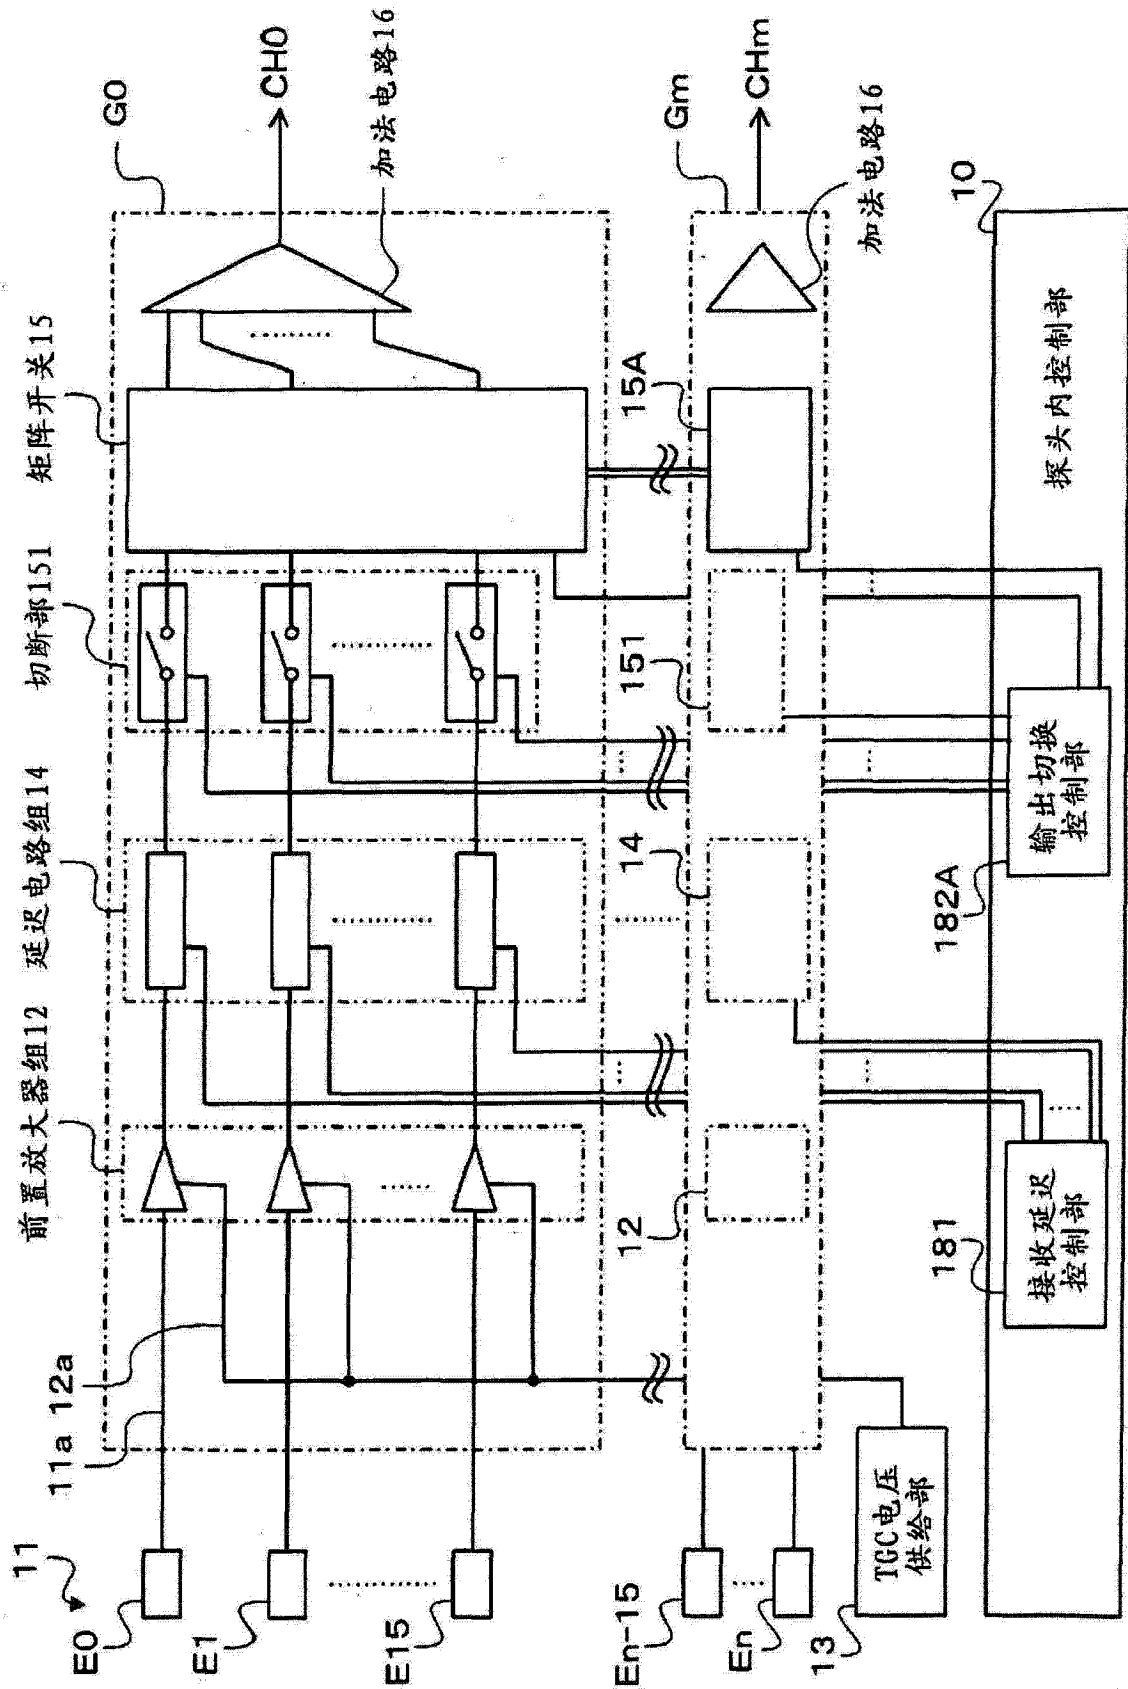 11
11a
12a
前置放大器组12
延迟电路组14
切断部151
矩阵开关15
G0
CH0
加法电路16
E0
E1
E15
En-15
En
12
14
151
15A
Gm
CHm
加法电路16
13
TGC电压
供给部
181
接收延迟
控制部
182A
输出切换
控制部
探头内控制部
10